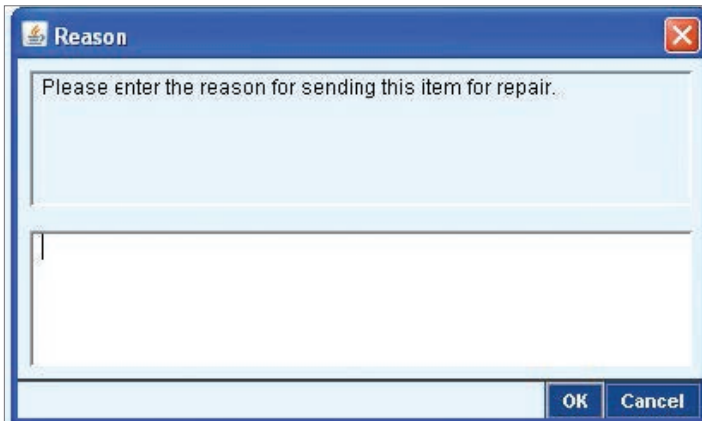 Reason
Please enter the reason for sending this item for repair.
OK
Cancel